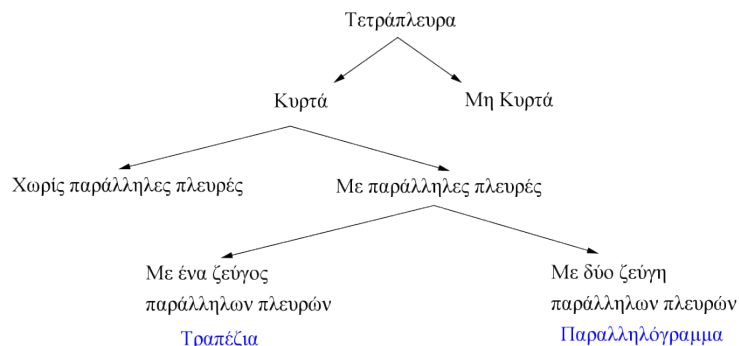 Τετράπλευρα
Κυρτά
Μη Κυρτά
Χωρίς παράλληλες πλευρές
Με παράλληλες πλευρές
Με ένα ζεύγος
παράλληλων πλευρών
Τραπέζια
Με δύο ζεύγη
παράλληλων πλευρών
Παραλληλόγραμμα